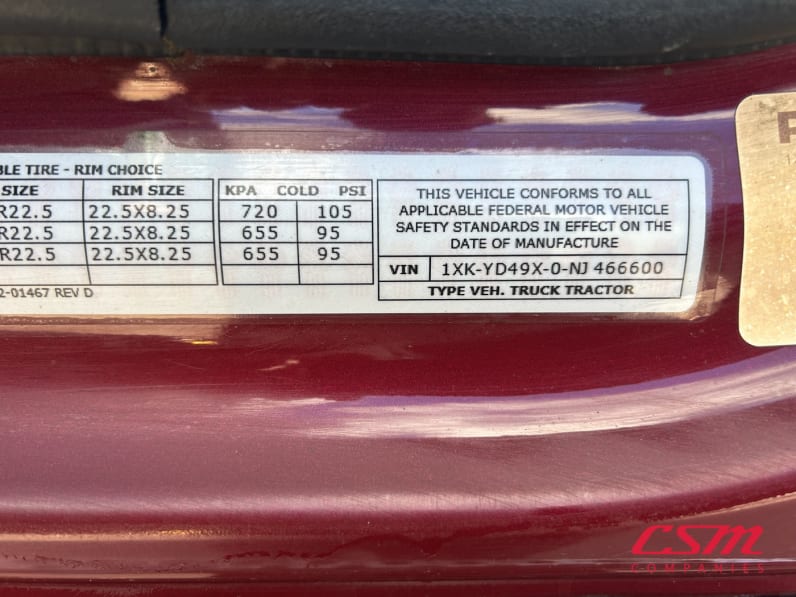 BLE TIRE - RIM CHOICE
SIZE RIM SIZE KPA COLD PSI
R22.5 22.5X8.25 720 105
R22.5 22.5X8.25 655 95
R22.5 22.5X8.25 655 95
2-01467 REV D
THIS VEHICLE CONFORMS TO ALL
APPLICABLE FEDERAL MOTOR VEHICLE
SAFETY STANDARDS IN EFFECT ON THE
DATE OF MANUFACTURE
VIN 1XK-YD49X-0-NJ 466600
TYPE VEH. TRUCK TRACTOR
P
CSM
COMPANIES